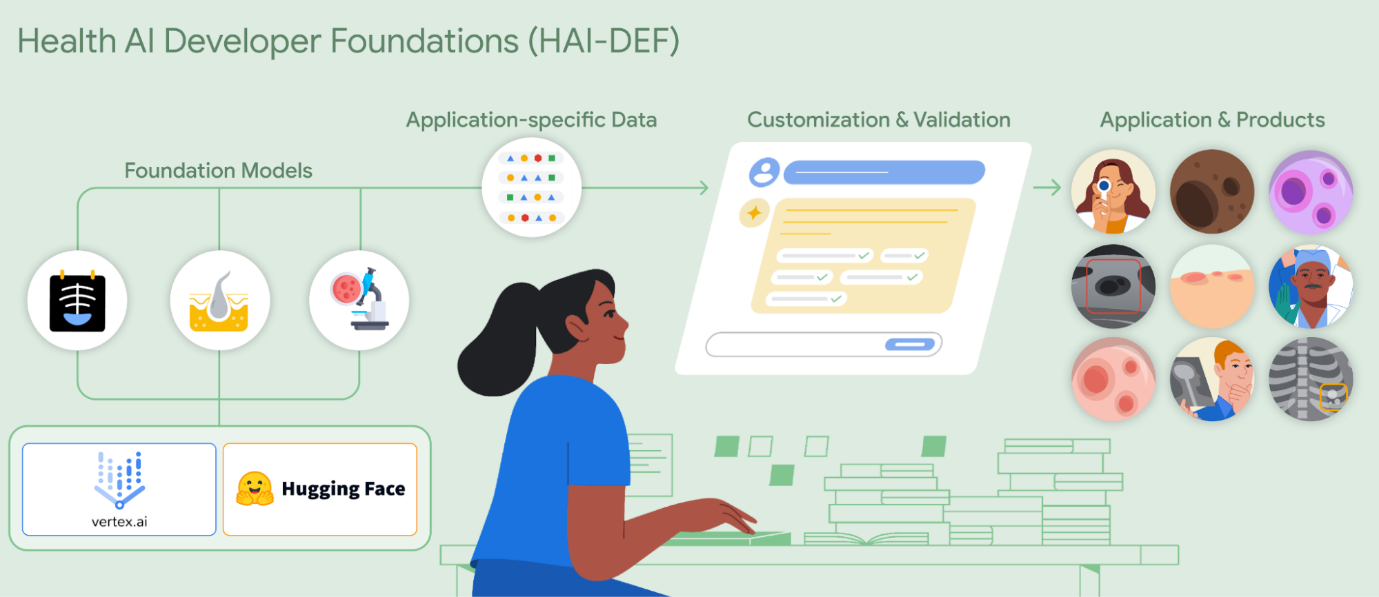 Health AI Developer Foundations (HAI-DEF)
Application-specific Data
Customization & Validation
Application & Products
Foundation Models
vertex.ai
Hugging Face